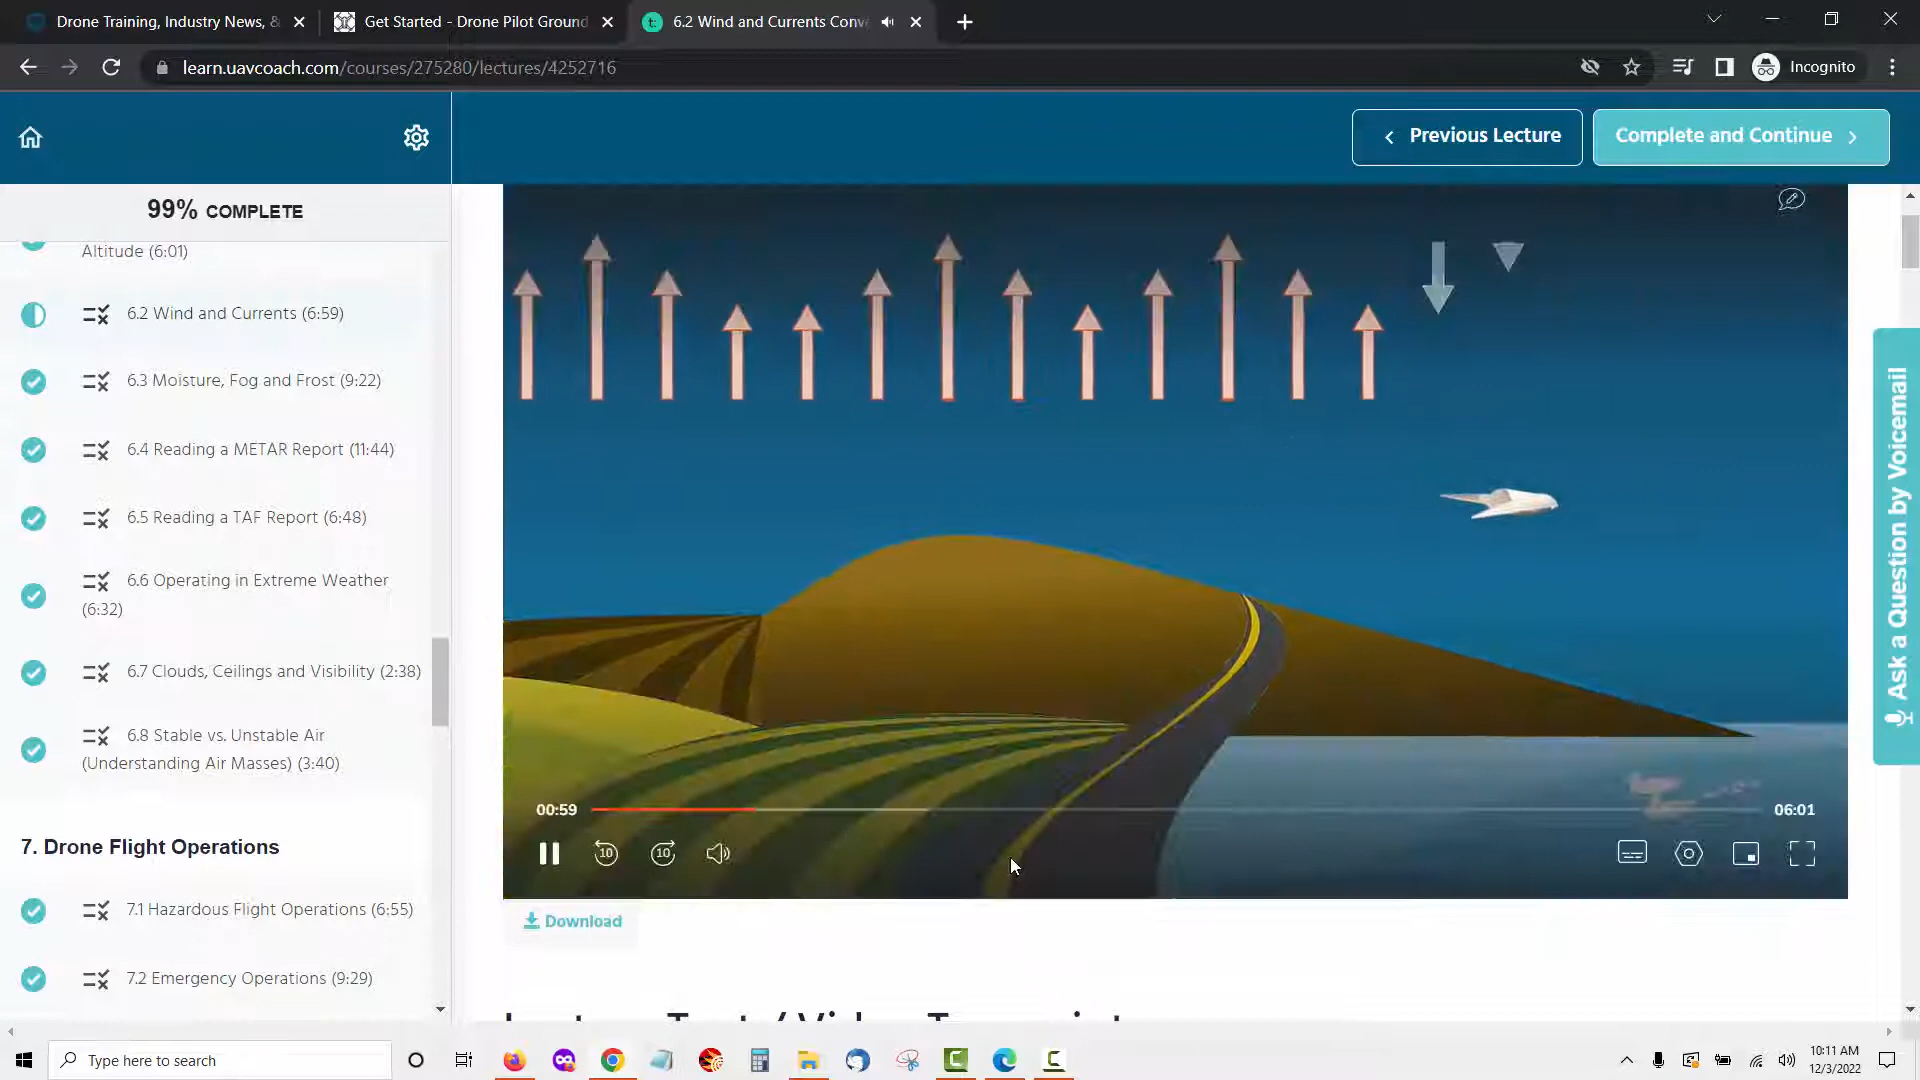 Drone Training, Industry News, &
Get Started - Drone Pilot Ground
6.2 Wind and Currents Conv
learn.uavcoach.com/courses/275280/lectures/4252716
Incognito
Previous Lecture
Complete and Continue
99% COMPLETE
Altitude (6:01)
6.2 Wind and Currents (6:59)
6.3 Moisture, Fog and Frost (9:22)
6.4 Reading a METAR Report (11:44)
6.5 Reading a TAF Report (6:48)
6.6 Operating in Extreme Weather
(6:32)
6.7 Clouds, Ceilings and Visibility (2:38)
6.8 Stable vs. Unstable Air
(Understanding Air Masses) (3:40)
7. Drone Flight Operations
7.1 Hazardous Flight Operations (6:55)
7.2 Emergency Operations (9:29)
00:59
06:01
10
10
Download
Lecture Text / Video Transcript
Ask a Question by Voicemail
Type here to search
10:11 AM
12/3/2022